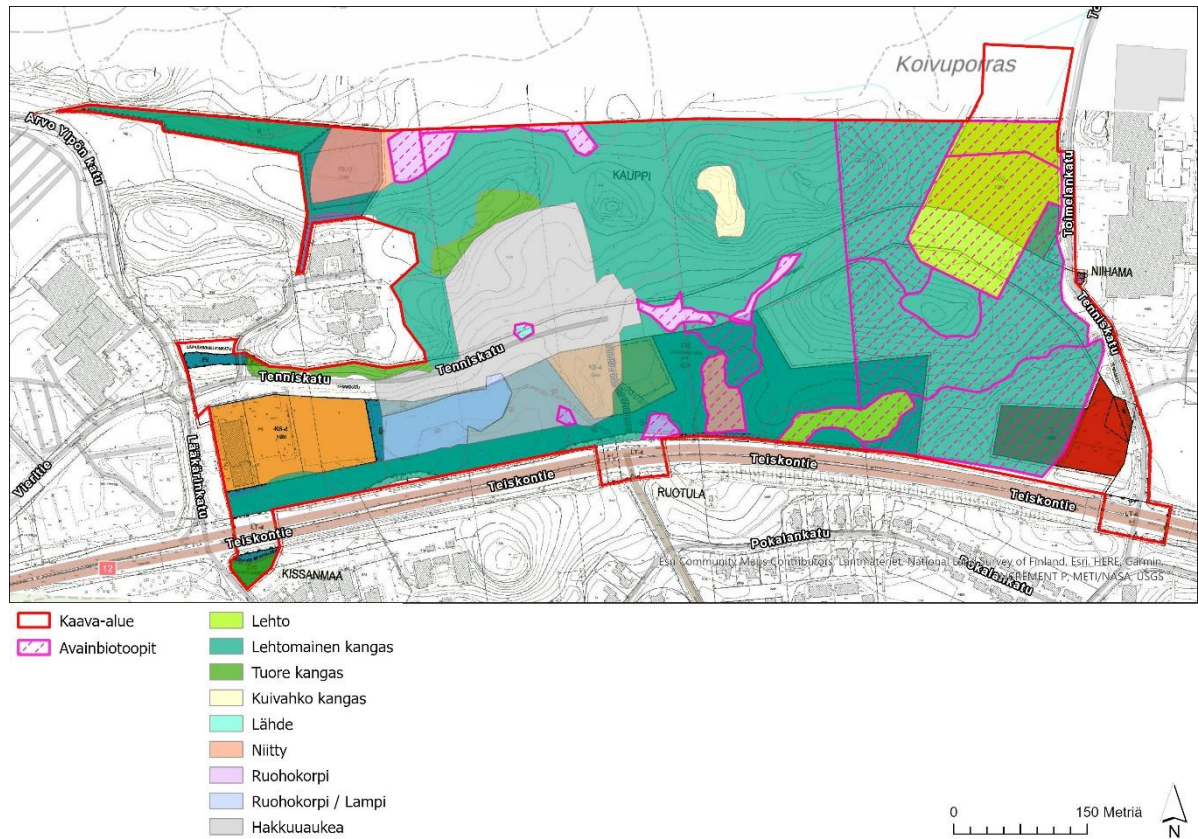 Koivuporras
Arvo Ylpön katu
KAUPPI
Toimelankatu
NIIHAMA
Tenniskatu
Tenniskatu
Tenniskatu
Vieritie
Lääkärinkatu
Teiskontie
Teiskontie
Teiskontie
Teiskontie
RUOTULA
KISSANMAA
12
Pokalankatu
Pokalankatu
Esri Community Maps Contributors, Lantmäteriet, National Land Survey of Finland, Esri, HERE, Garmin,
METI/NASA, USGS
Kaava-alue
Avainbiotoopit
Lehto
Lehtomainen kangas
Tuore kangas
Kuivahko kangas
Lähde
Niitty
Ruohokorpi
Ruohokorpi / Lampi
Hakkuuaukea
0 150 Metriä
N